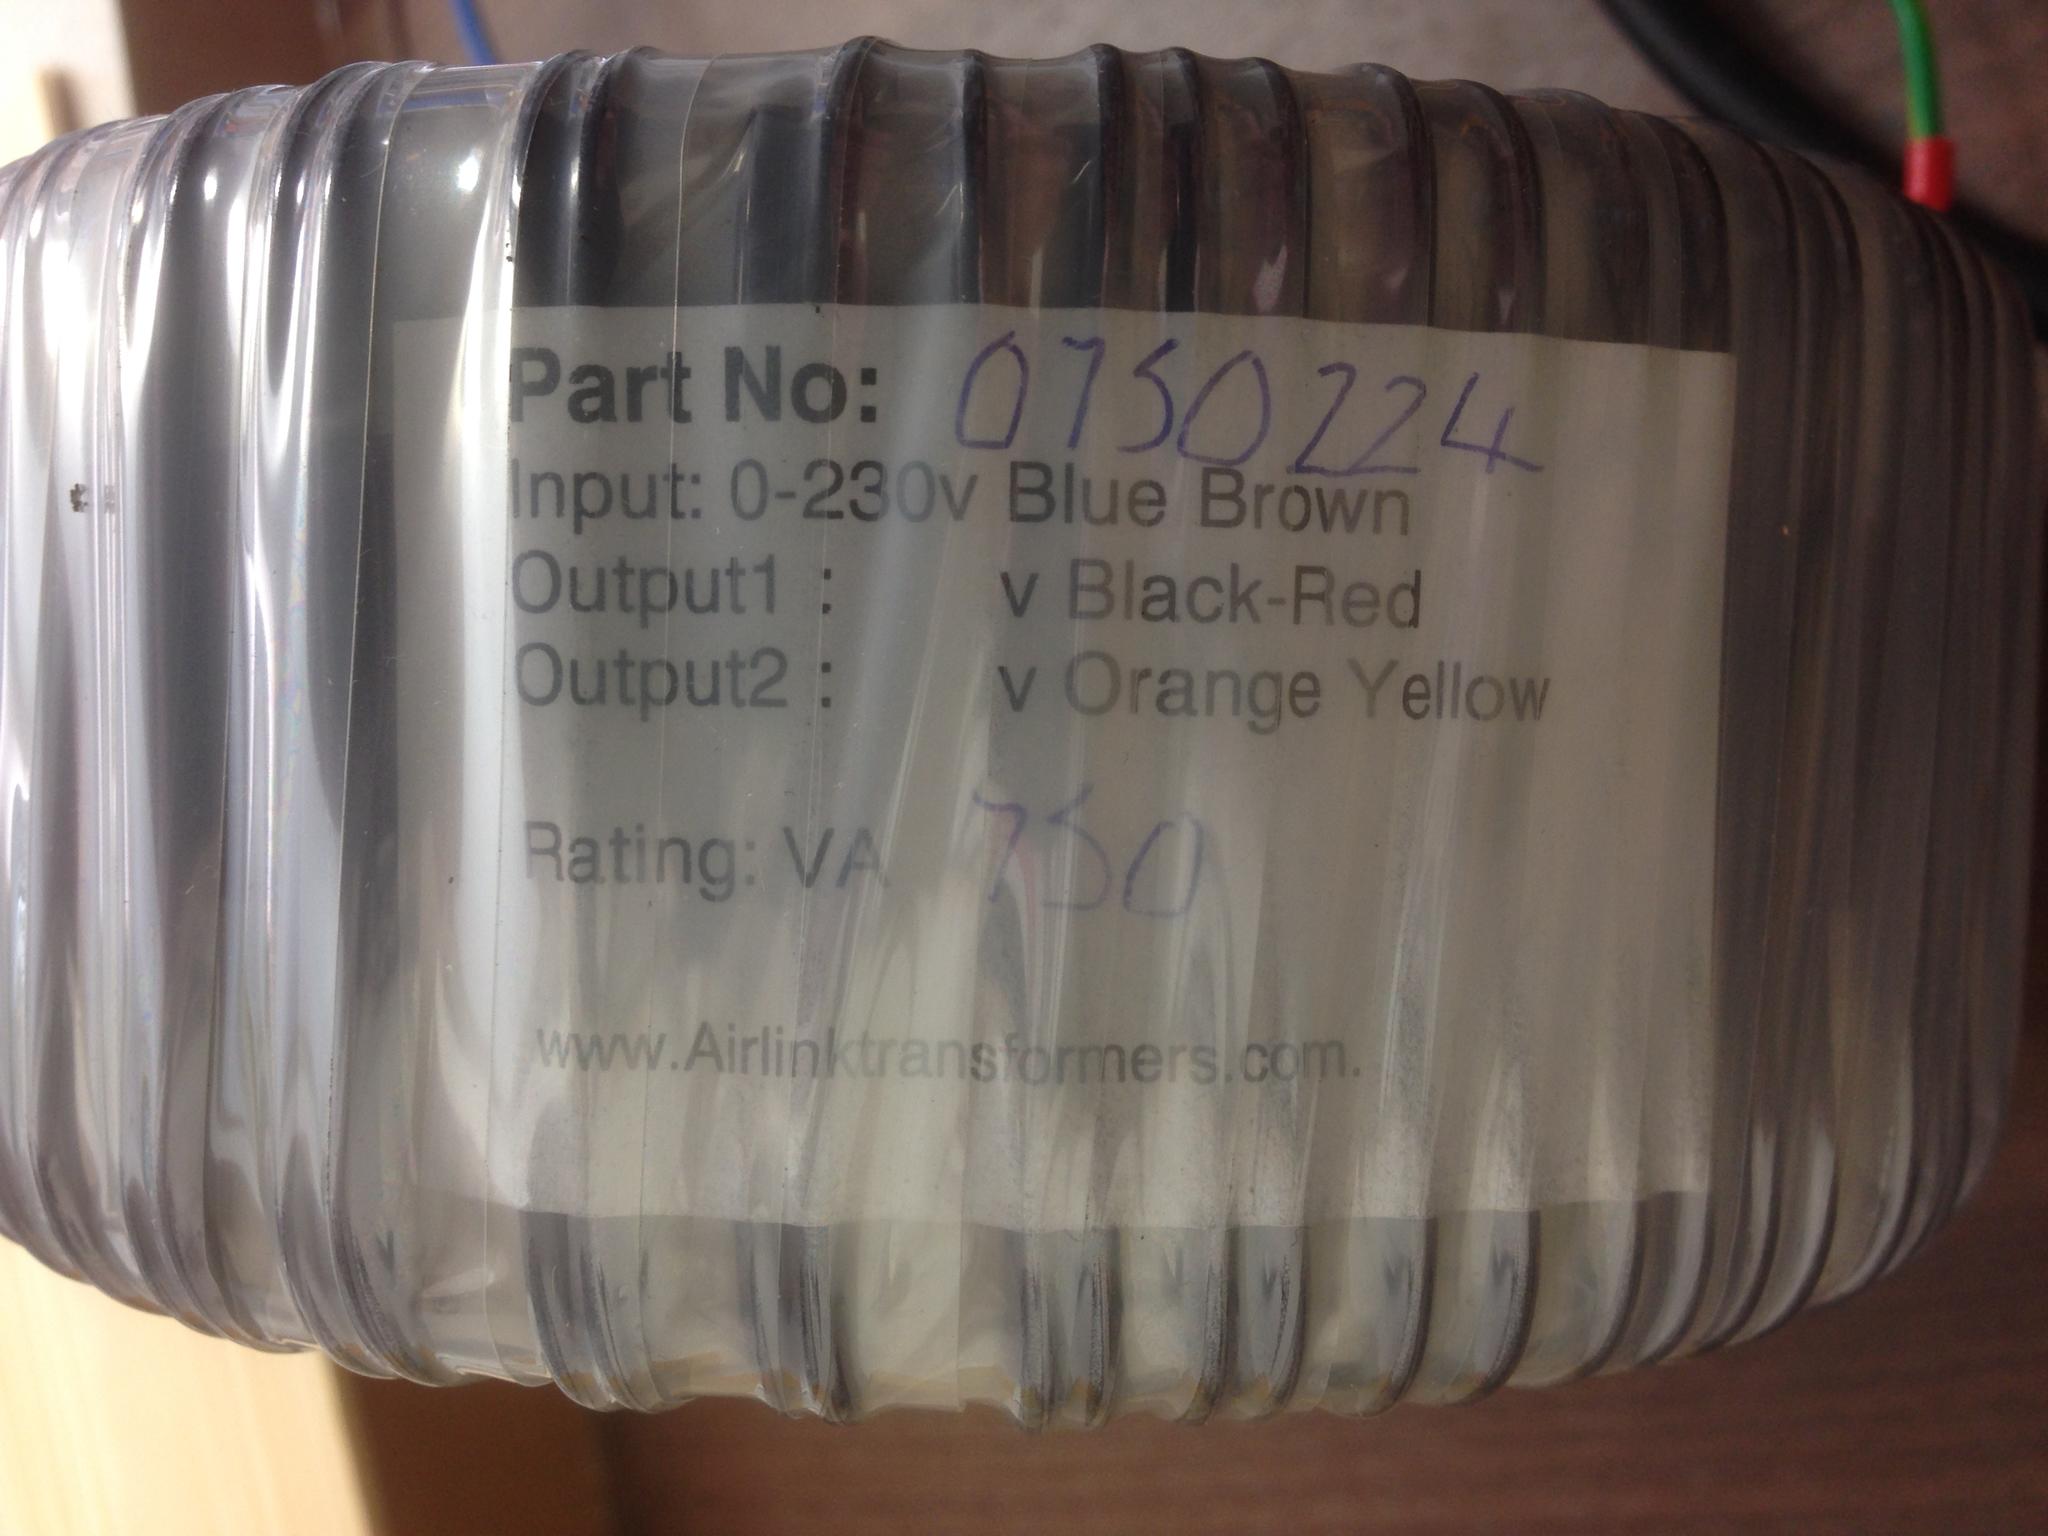 Part No: 0750224
Input: 0-230v Blue Brown
Output1 : v Black-Red
Output2 : v Orange Yellow
Rating: VA 750
www.Airlinktransformers.com.